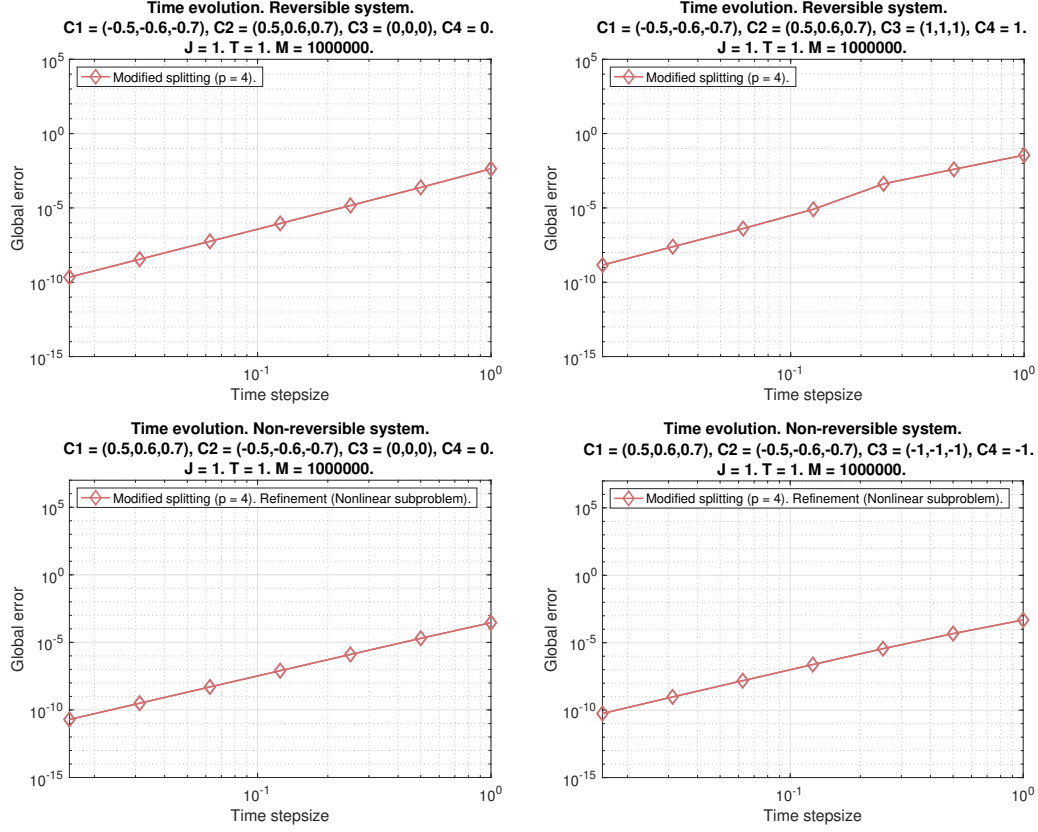 Time evolution. Reversible system.
C1 = (-0.5,-0.6,-0.7), C2 = (0.5,0.6,0.7), C3 = (0,0,0), C4 = 0.
J = 1. T = 1. M = 1000000.
10^5
Modified splitting (p = 4).
10^0
10^-5
10^-10
10^-15
Global error
10^-1
10^0
Time stepsize
Time evolution. Reversible system.
C1 = (-0.5,-0.6,-0.7), C2 = (0.5,0.6,0.7), C3 = (1,1,1), C4 = 1.
J = 1. T = 1. M = 1000000.
10^5
Modified splitting (p = 4).
10^0
10^-5
10^-10
10^-15
Global error
10^-1
10^0
Time stepsize
Time evolution. Non-reversible system.
C1 = (0.5,0.6,0.7), C2 = (-0.5,-0.6,-0.7), C3 = (0,0,0), C4 = 0.
J = 1. T = 1. M = 1000000.
Modified splitting (p = 4). Refinement (Nonlinear subproblem).
10^5
10^0
10^-5
10^-10
10^-15
Global error
10^-1
10^0
Time stepsize
Time evolution. Non-reversible system.
C1 = (0.5,0.6,0.7), C2 = (-0.5,-0.6,-0.7), C3 = (-1,-1,-1), C4 = -1.
J = 1. T = 1. M = 1000000.
Modified splitting (p = 4). Refinement (Nonlinear subproblem).
10^5
10^0
10^-5
10^-10
10^-15
Global error
10^-1
10^0
Time stepsize